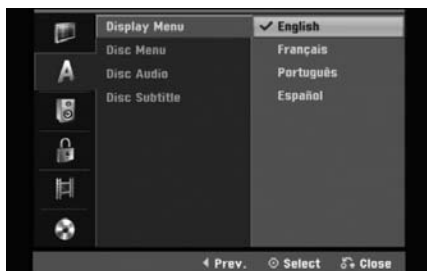 Display Menu
✓ English
Disc Menu
Français
A
Disc Audio
Português
Disc Subtitle
Español
Prev.
Select
Close